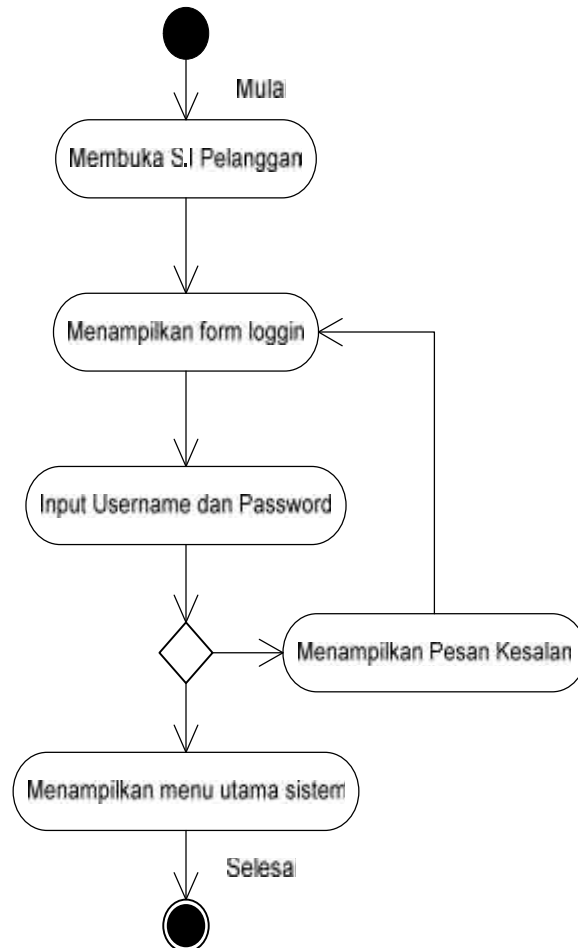 Mula
Membuka S.I Pelanggan
Menampilkan form loggin
Input Username dan Password
Menampilkan Pesan Kesalan
Menampilkan menu utama sistem
Selesai